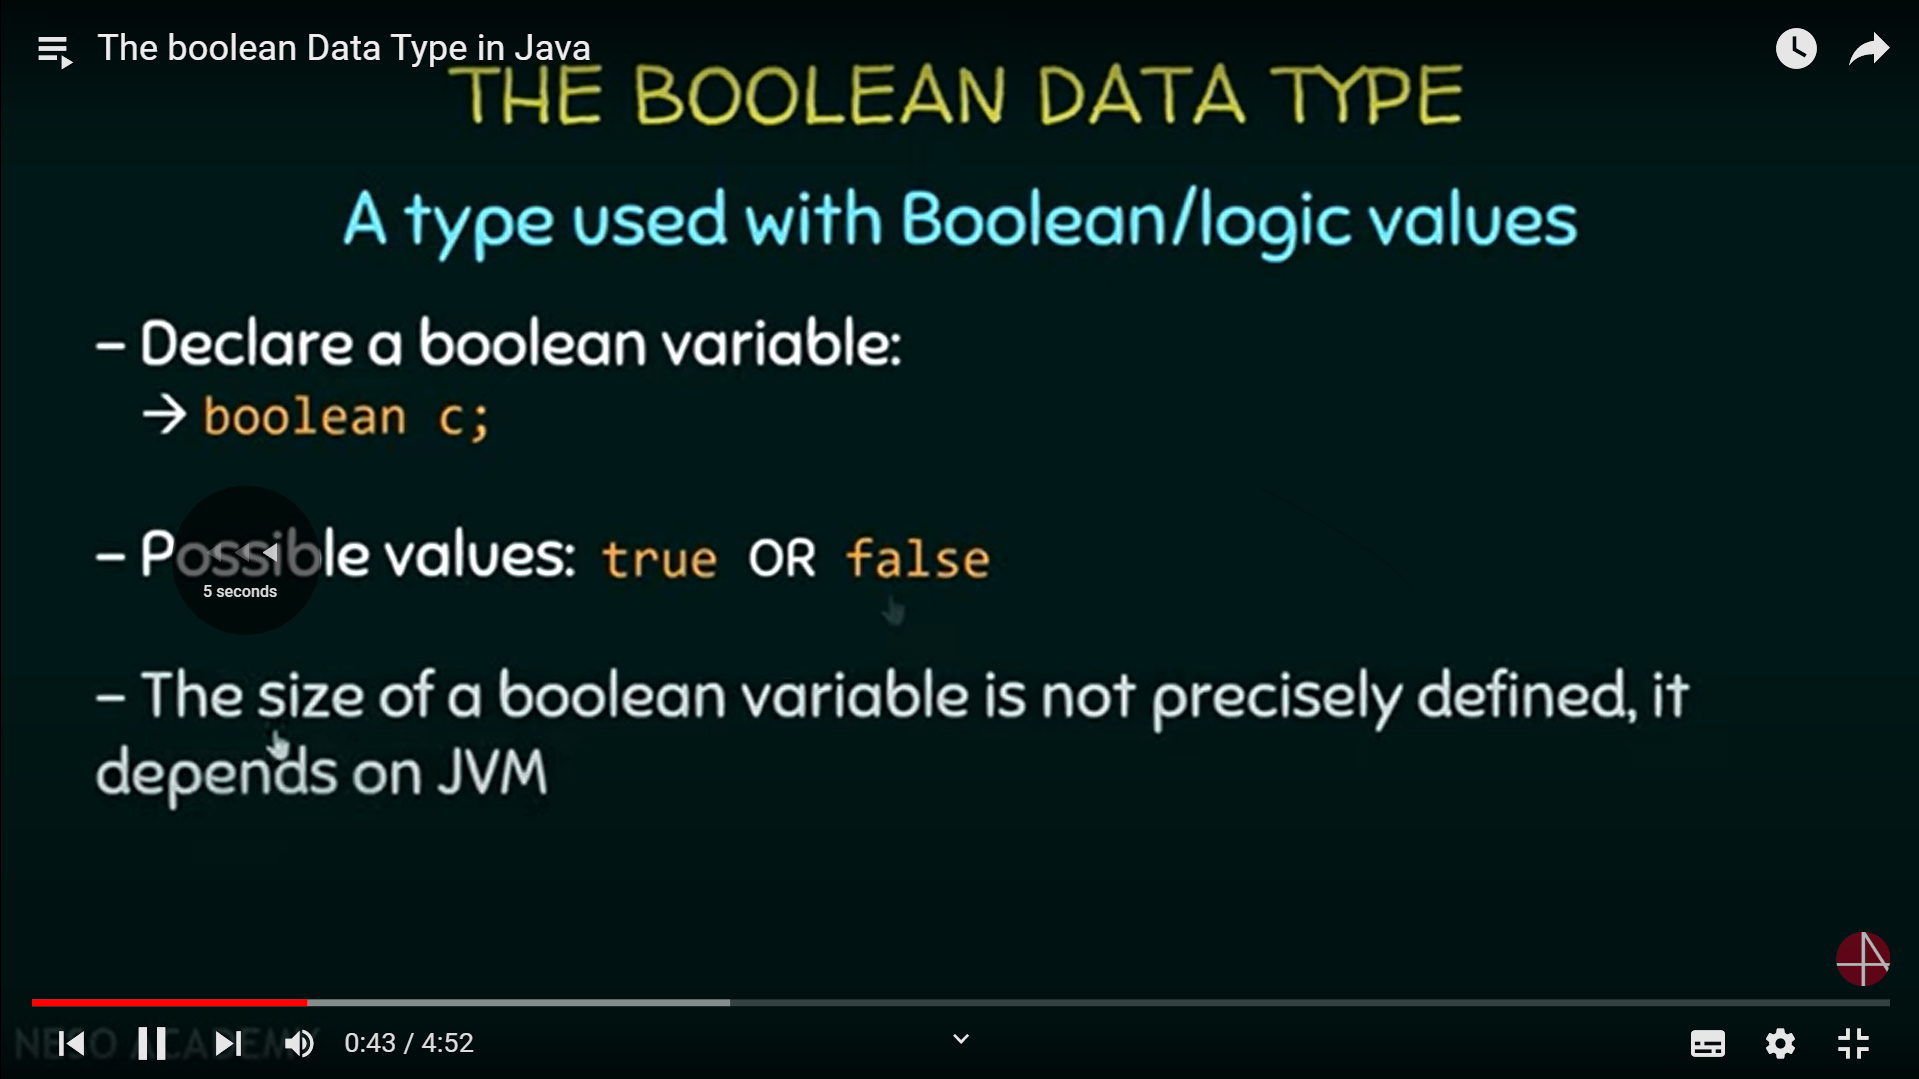 The boolean Data Type in Java
THE BOOLEAN DATA TYPE
A type used with Boolean/logic values
– Declare a boolean variable:
→ boolean c;
– Possible values: true OR false
5 seconds
– The size of a boolean variable is not precisely defined, it
depends on JVM
NESO ACADEMY
0:43 / 4:52